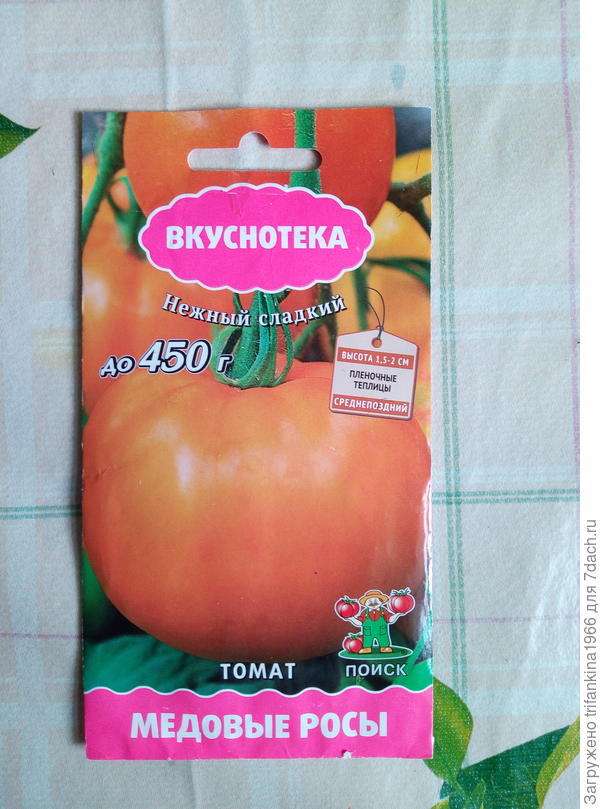 ВКУСНОТЕКА
Нежный сладкий
до 450 г
ВЫСОТА 1,5-2 СМ
ПЛЕНОЧНЫЕ
ТЕПЛИЦЫ
СРЕДНЕПОЗДНИЙ
ТОМАТ
ПОИСК
МЕДОВЫЕ РОСЫ
Загружено trifankina1966 для 7dach.ru